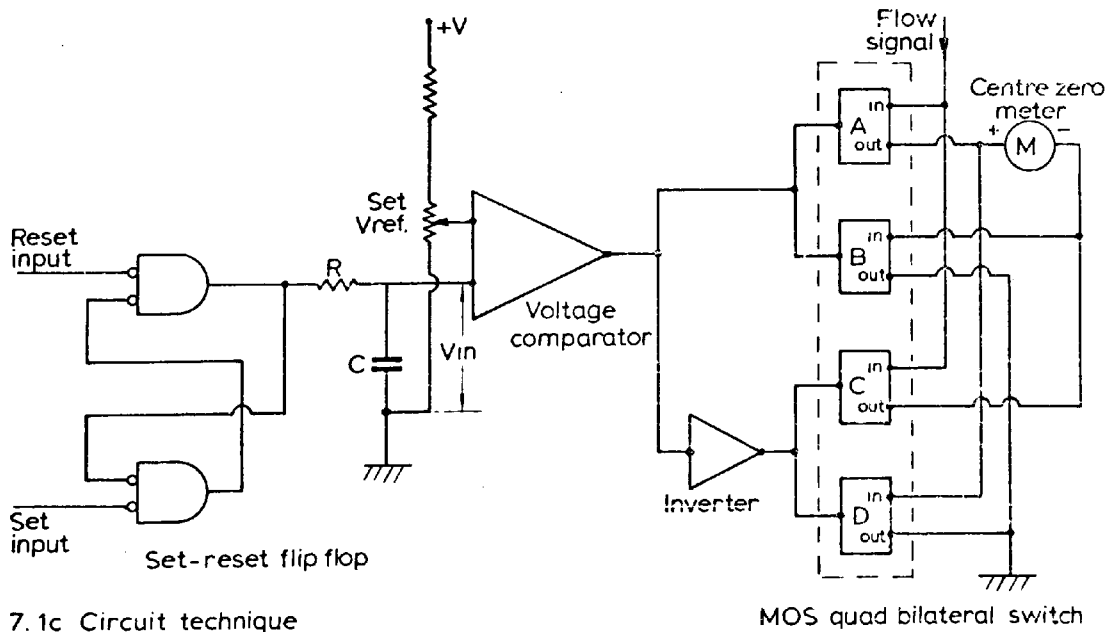 +V
Flow
signal
Centre zero
meter
in
A
out
+
M
-
Set
Vref.
Reset
input
R
in
B
out
Voltage
comparator
C
Vin
in
C
out
Inverter
in
D
out
Set
input
Set-reset flip flop
7.1c Circuit technique
MOS quad bilateral switch